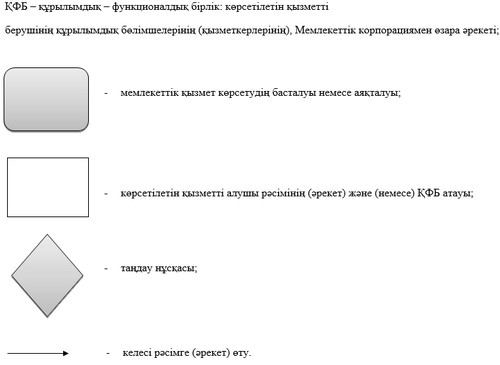 ҚФБ – құрылымдық – функционалдық бірлік: көрсетілетін қызметті
берушінің құрылымдық бөлімшелерінің (қызметкерлерінің), Мемлекеттік корпорациямен өзара әрекеті;
- мемлекеттік қызмет көрсетудің басталуы немесе аяқталуы;
- көрсетілетін қызметті алушы рәсімінің (әрекет) және (немесе) ҚФБ атауы;
- таңдау нұсқасы;
- келесі рәсімге (әрекет) өту.